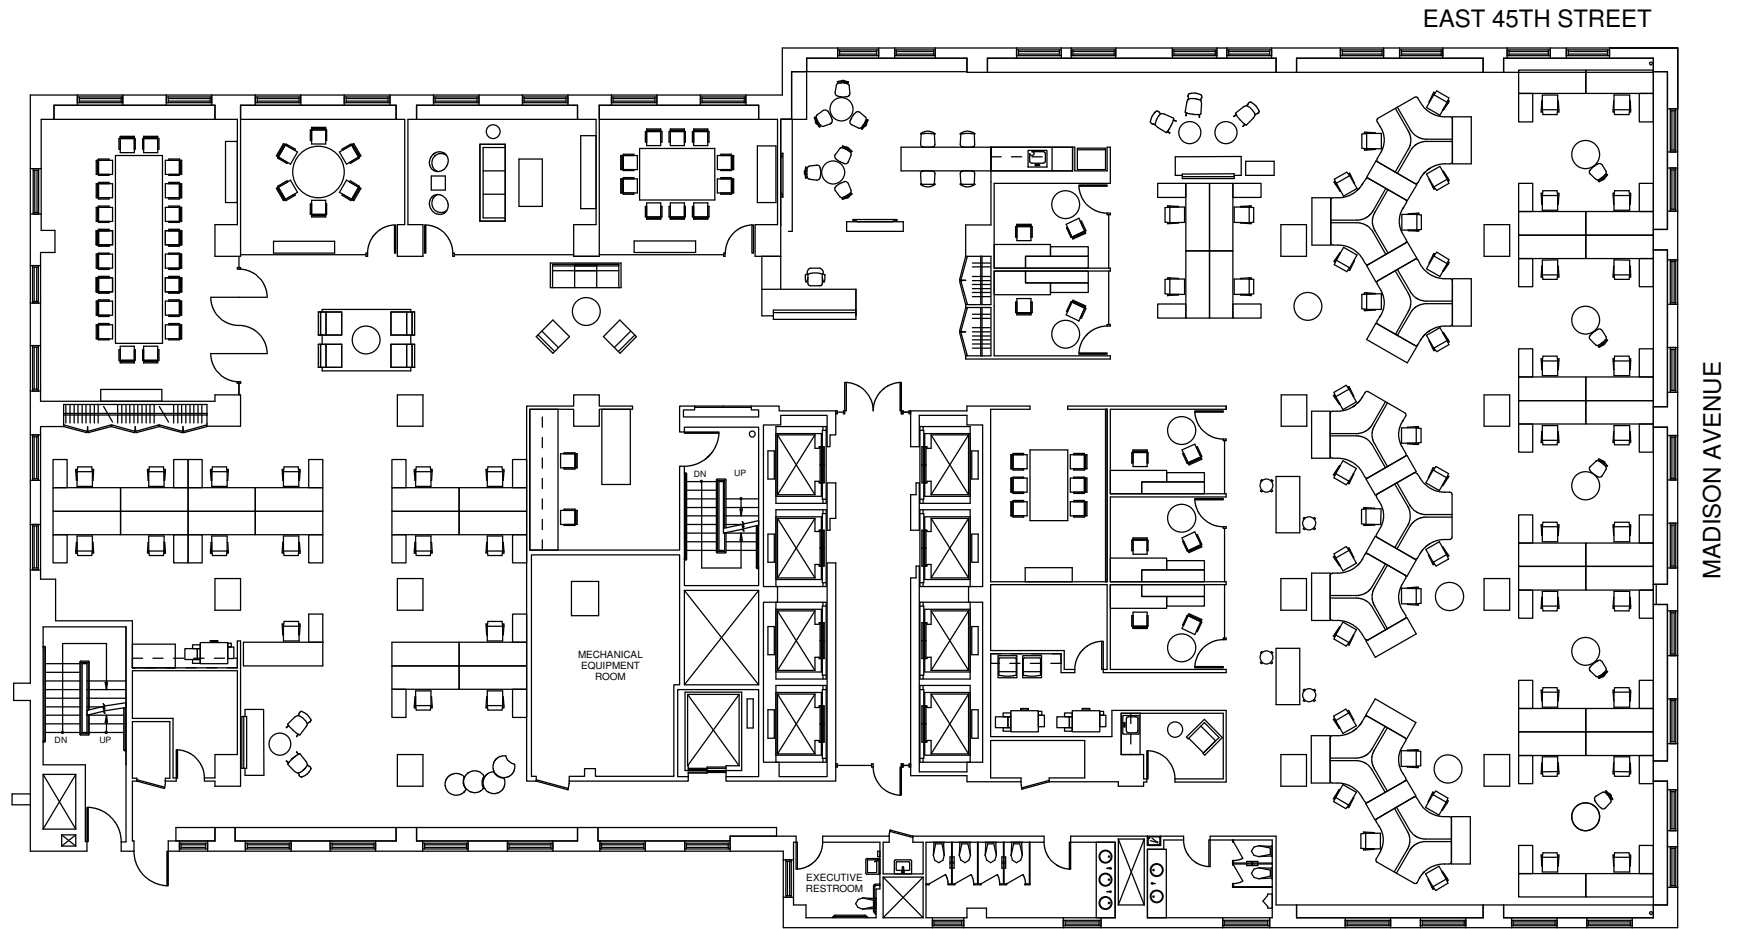 EAST 45TH STREET
MADISON AVENUE
DN
UP
MECHANICAL
EQUIPMENT
ROOM
DN
UP
EXECUTIVE
RESTROOM